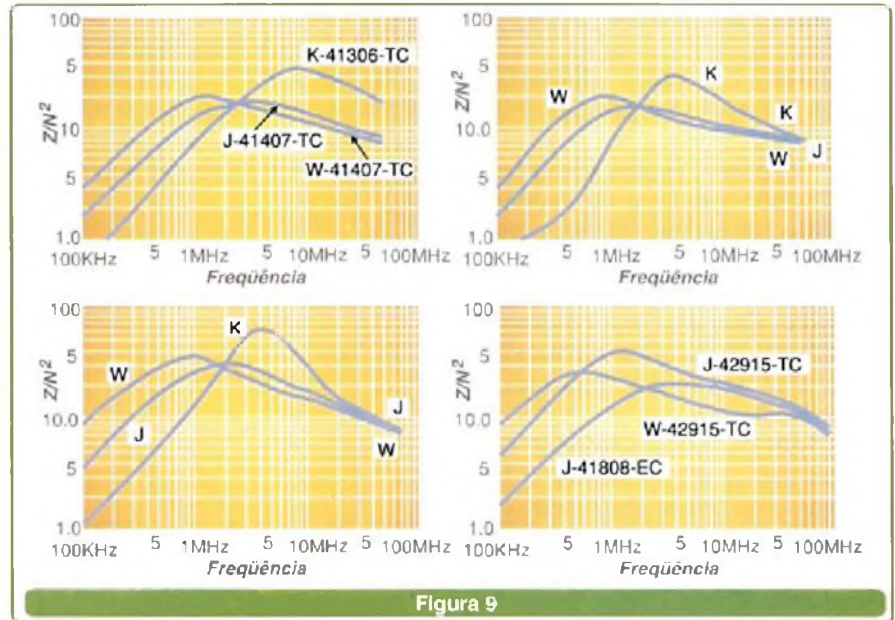 100
5
Z/N²
10
5
1.0
K-41306-TC
J-41407-TC
W-41407-TC
100KHz 5 1MHz 5 10MHz 5 100MHz
Freqüência
100
5
Z/N²
10.0
5
1.0
W
K
K
W
J
100KHz 5 1MHz 5 10MHz 5 100MHz
Freqüência
100
5
Z/N²
10.0
5
1.0
K
W
J
J
W
100KHz 5 1MHz 5 10MHz 5 100MHz
Freqüência
100
5
Z/N²
10.0
5
1.0
J-42915-TC
W-42915-TC
J-41808-EC
100KHz 5 1MHz 5 10MHz 5 100MHz
Freqüência
Figura 9